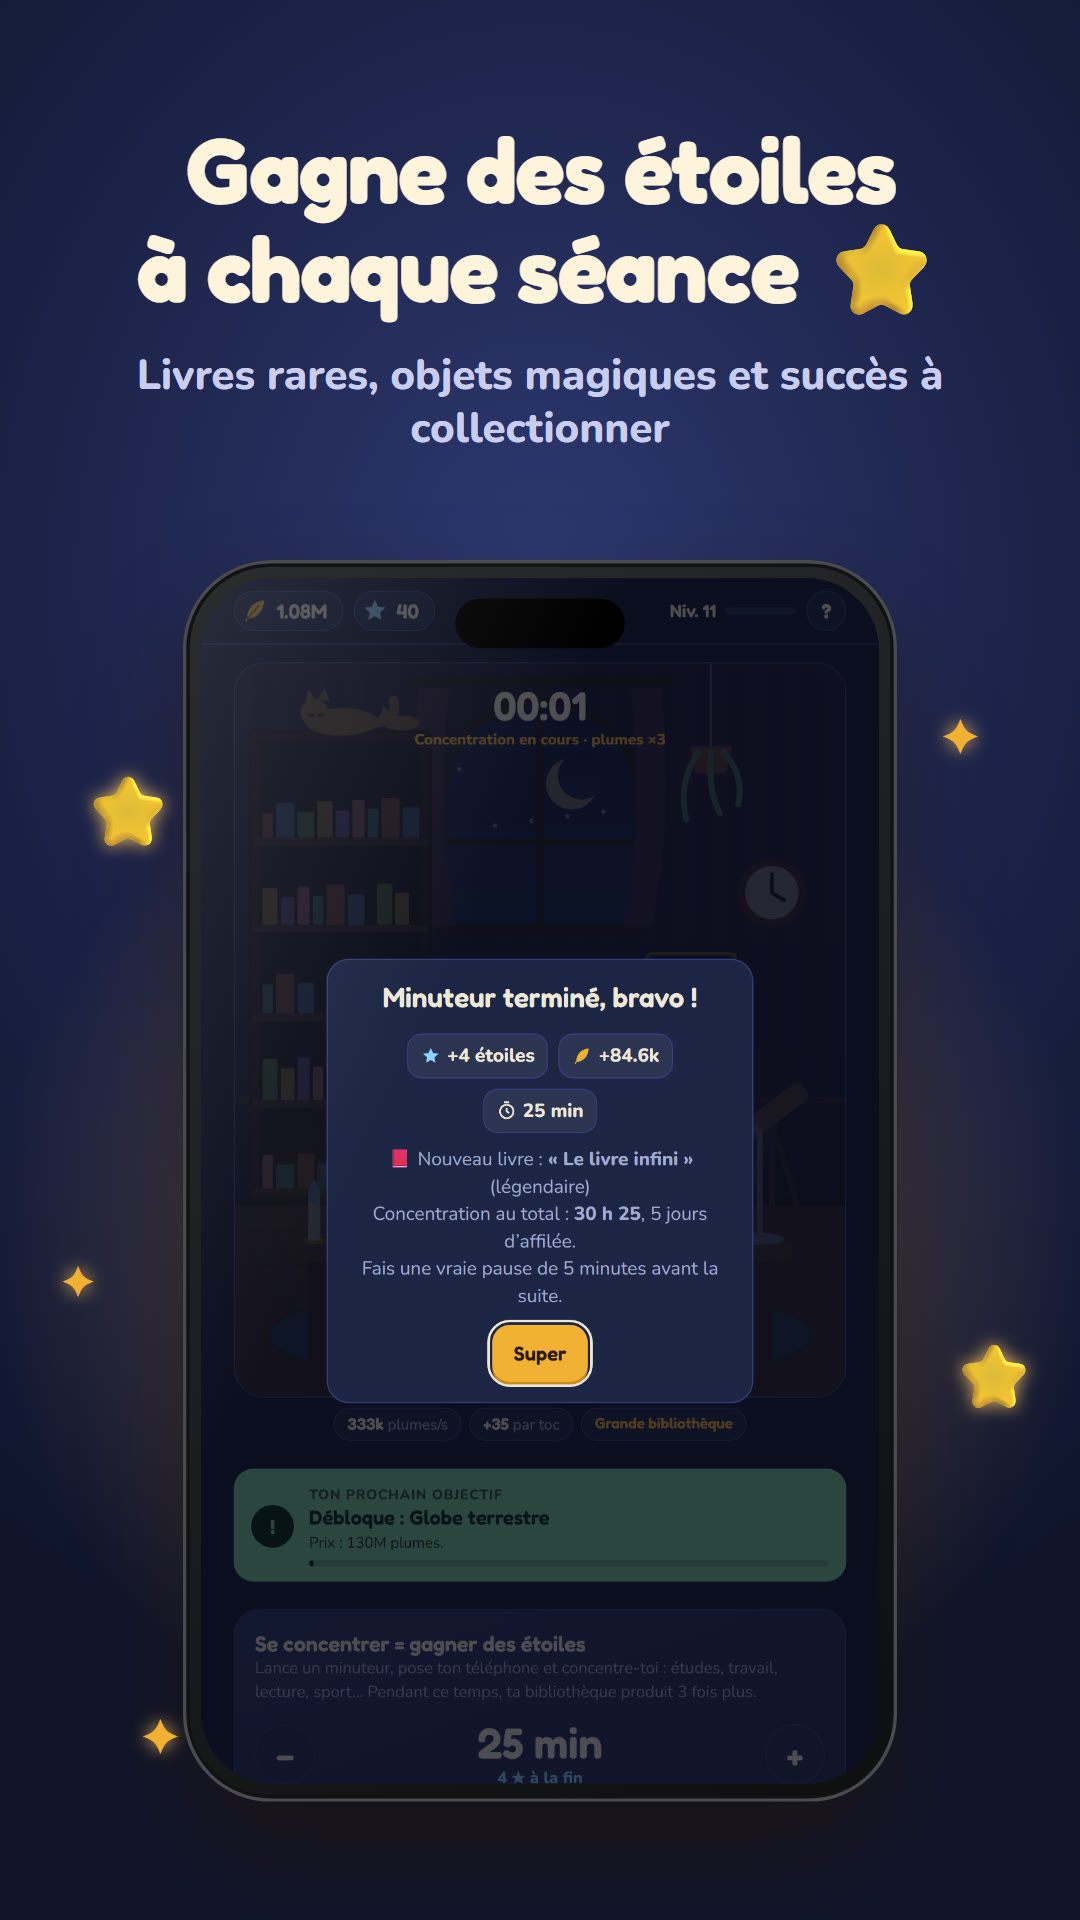 Gagne des étoiles
à chaque séance
Livres rares, objets magiques et succès à
collectionner
1.08M
40
Niv. 11
?
00:01
Concentration en cours · plumes ×3
Minuteur terminé, bravo !
+4 étoiles
+84.6k
25 min
Nouveau livre : « Le livre infini »
(légendaire)
Concentration au total : 30 h 25, 5 jours
d’affilée.
Fais une vraie pause de 5 minutes avant la
suite.
Super
333k plumes/s
+35 par toc
Grande bibliothèque
!
TON PROCHAIN OBJECTIF
Débloque : Globe terrestre
Prix : 130M plumes.
Se concentrer = gagner des étoiles
Lance un minuteur, pose ton téléphone et concentre-toi : études, travail,
lecture, sport... Pendant ce temps, ta bibliothèque produit 3 fois plus.
−
25 min
+
4 ★ à la fin